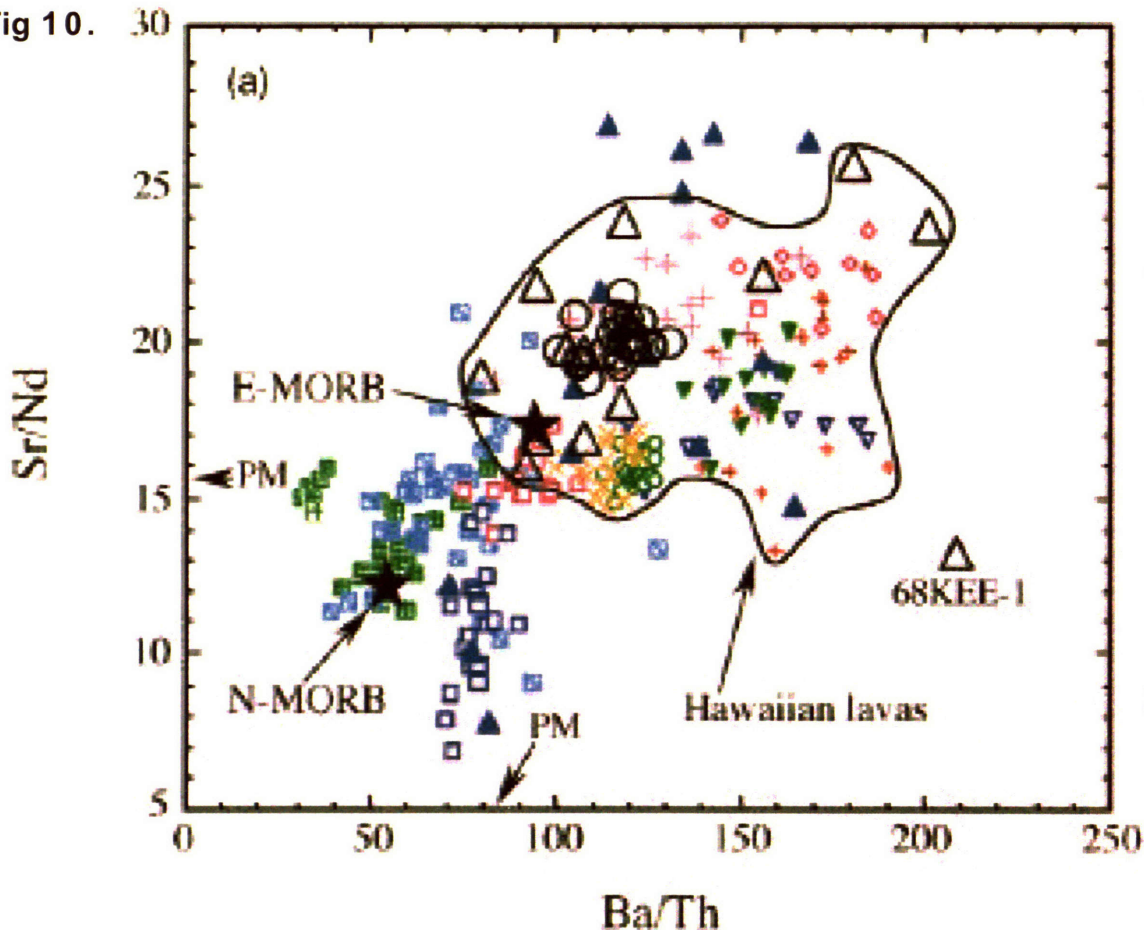 Fig 10.
(a)
30
25
20
15
10
5
Sr/Nd
E-MORB
PM
N-MORB
PM
Hawaiian lavas
68KEE-1
0 50 100 150 200 250
Ba/Th